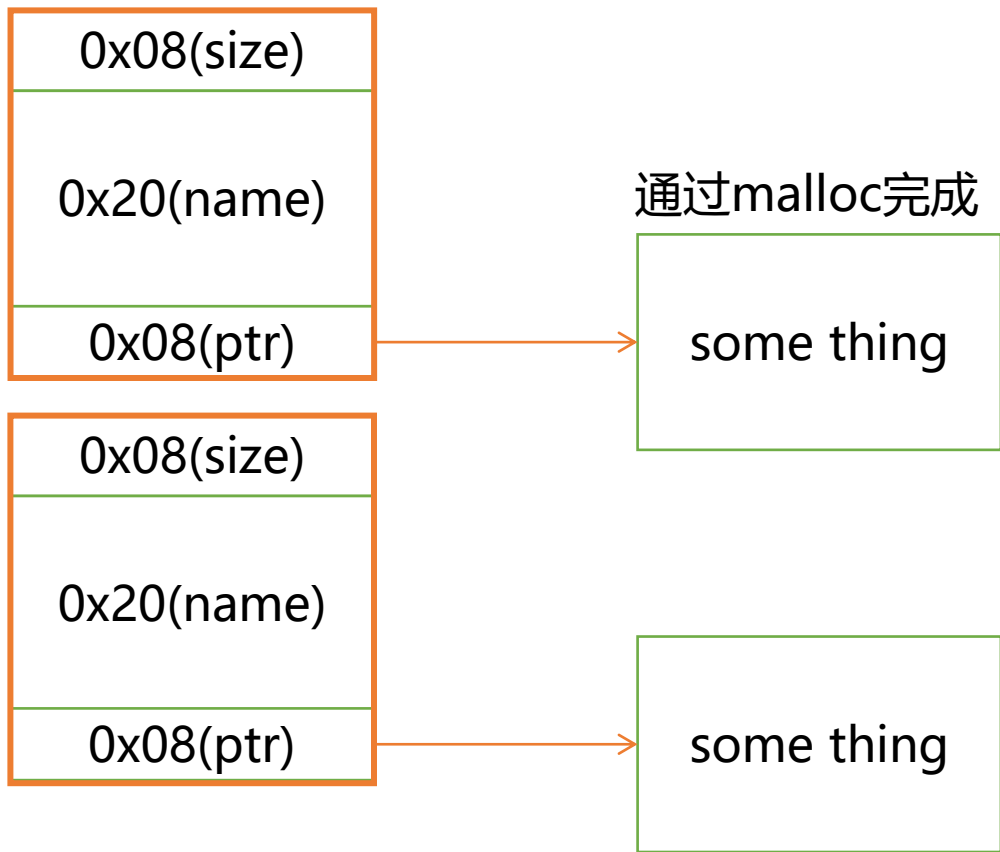 0x08(size)
0x20(name)
通过malloc完成
0x08(ptr)
some thing
0x08(size)
0x20(name)
0x08(ptr)
some thing